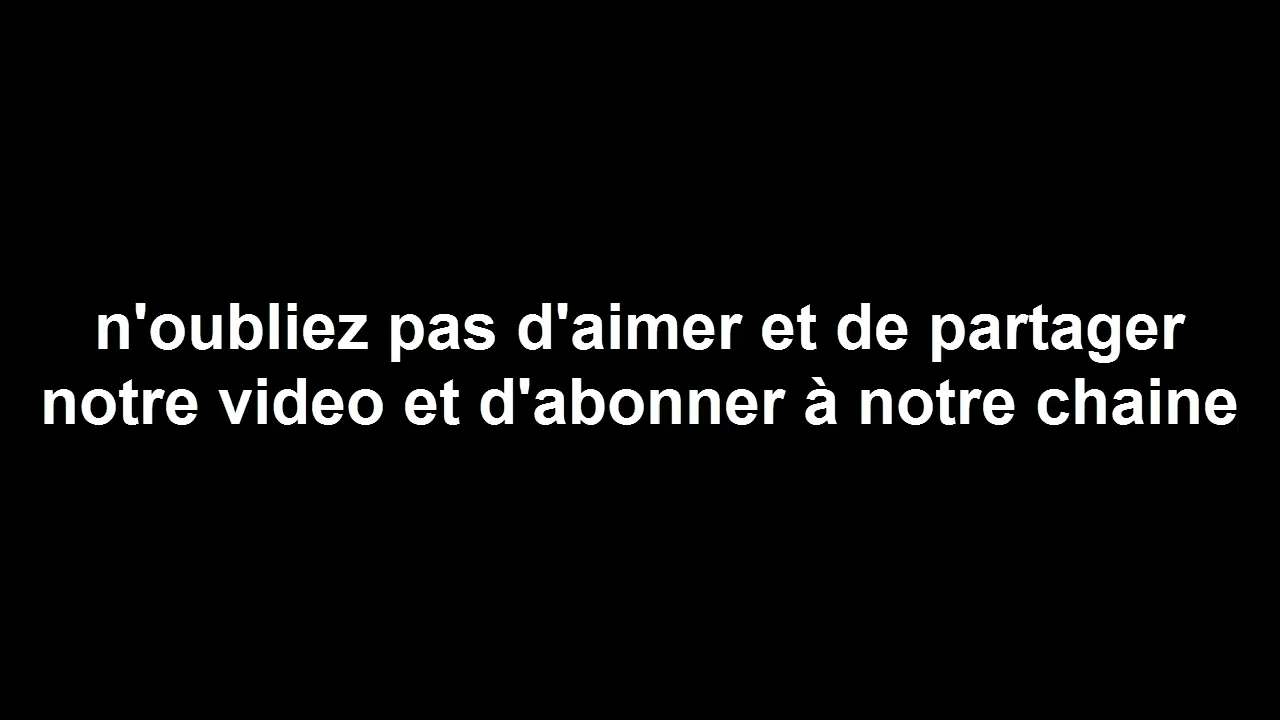 n'oubliez pas d'aimer et de partager
notre video et d'abonner à notre chaine